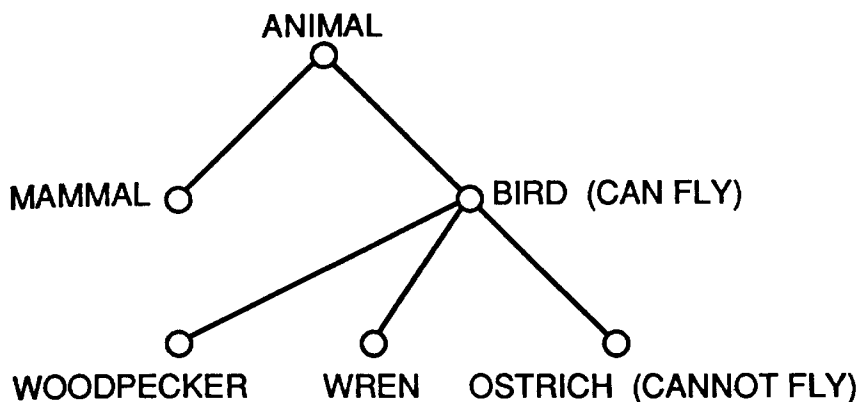 ANIMAL
MAMMAL BIRD (CAN FLY)
WOODPECKER WREN OSTRICH (CANNOT FLY)